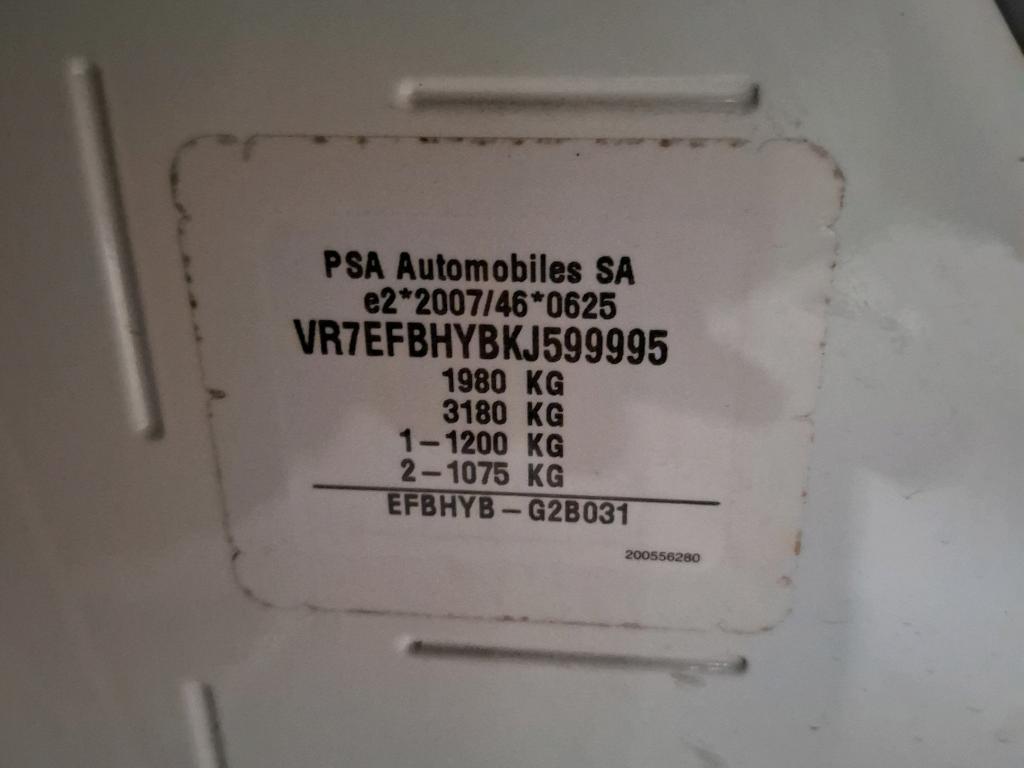 PSA Automobiles SA
e2*2007/46*0625
VR7EFBHYBKJ599995
1980 KG
3180 KG
1-1200 KG
2-1075 KG
EFBHYB-G2B031
200556280